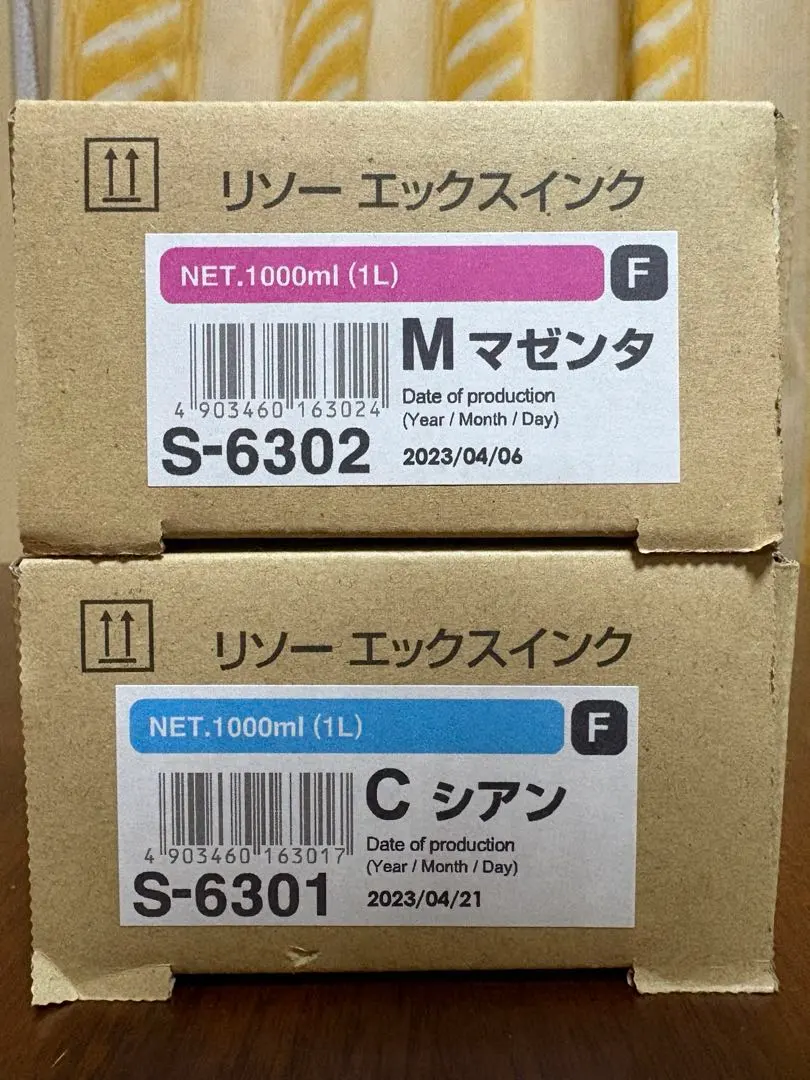 リソー エックスインク
NET.1000ml (1L) F
M マゼンタ
4 903460 163024
Date of production
(Year / Month / Day)
S-6302 2023/04/06
リソー エックスインク
NET.1000ml (1L) F
C シアン
4 903460 163017
Date of production
(Year / Month / Day)
S-6301 2023/04/21